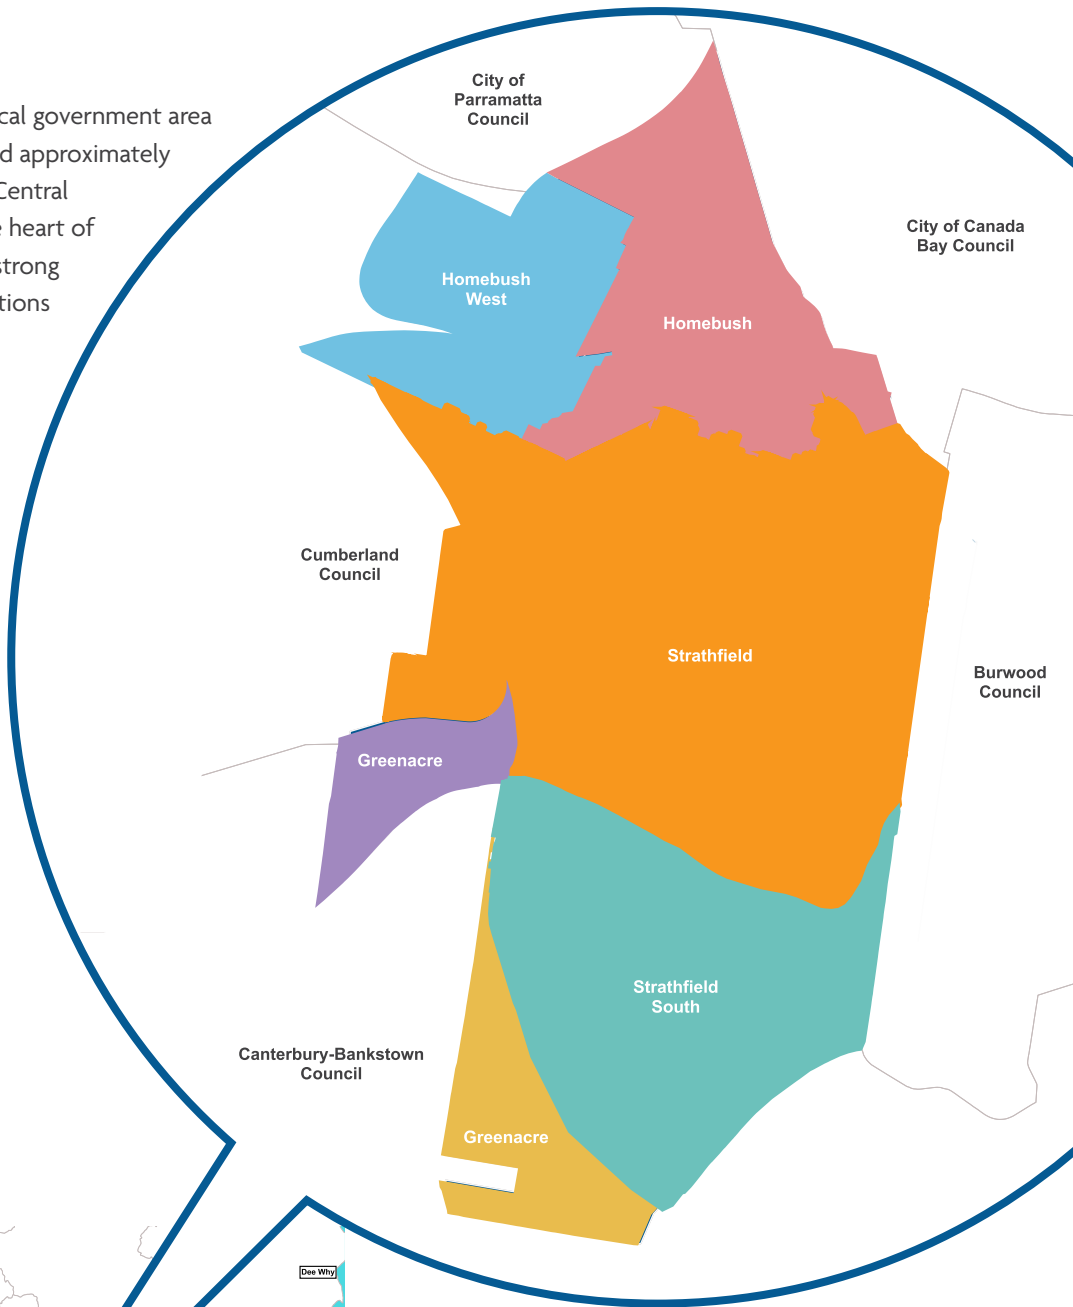 cal government area
d approximately
Central
e heart of
strong
tions
City of
Parramatta
Council
City of Canada
Bay Council
Homebush
West
Homebush
Cumberland
Council
Strathfield
Burwood
Council
Greenacre
Strathfield
South
Canterbury-Bankstown
Council
Greenacre
Dee Why